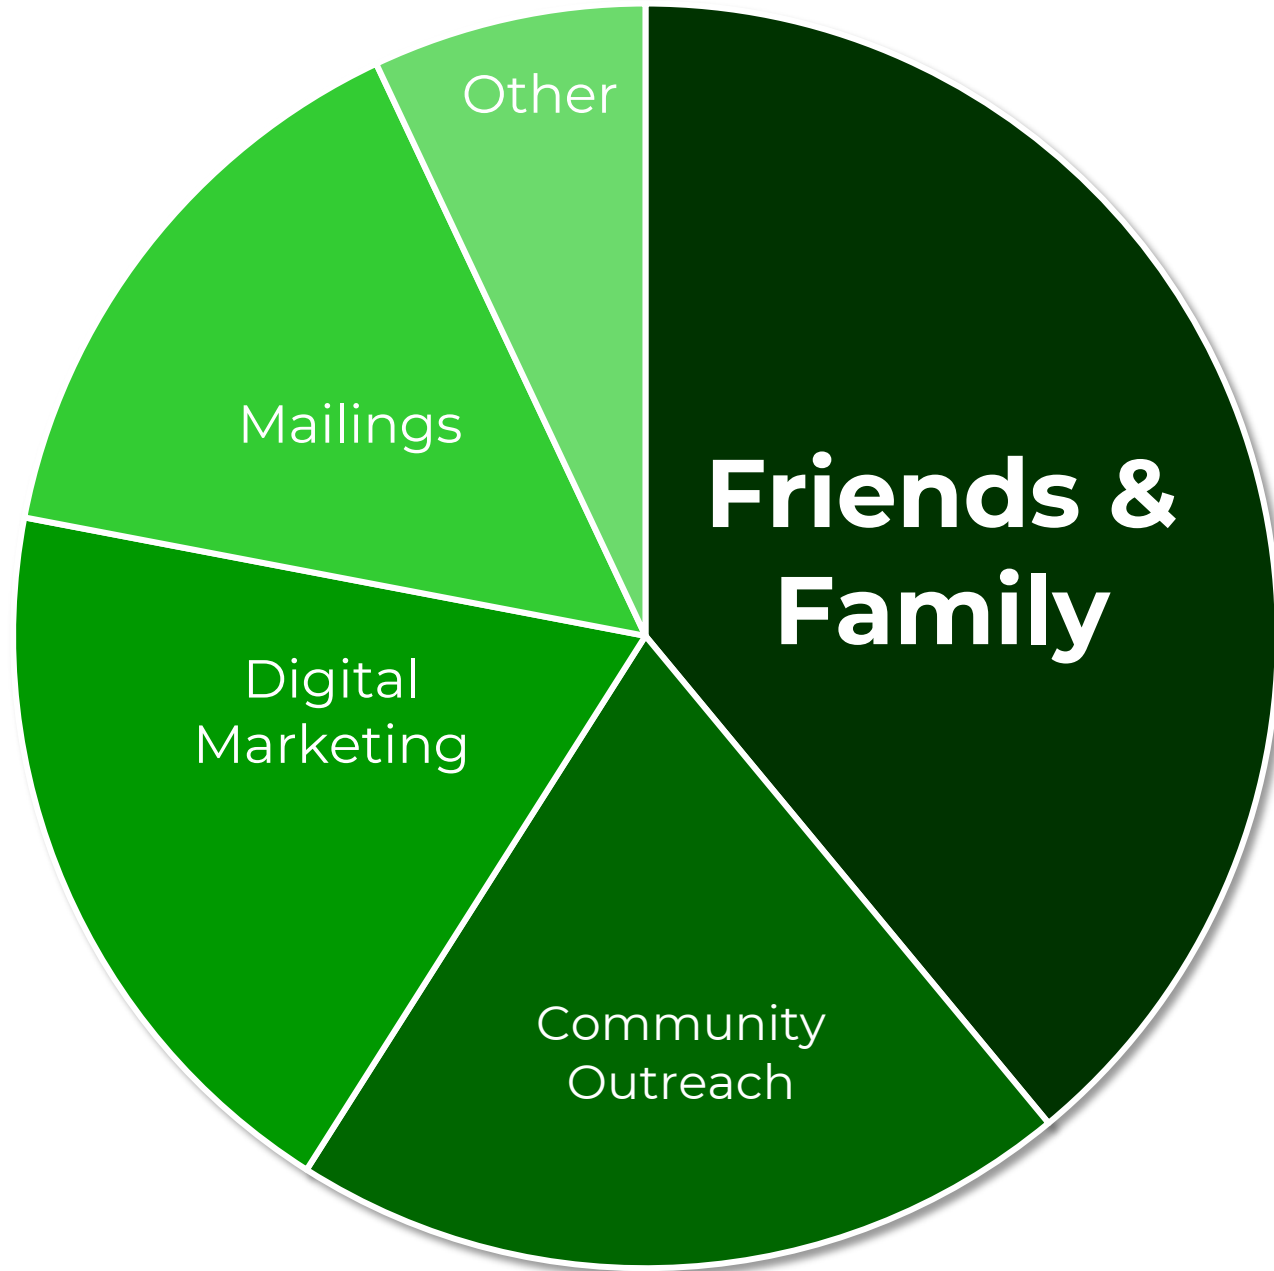 Other
Mailings
Friends &
Family
Digital
Marketing
Community
Outreach